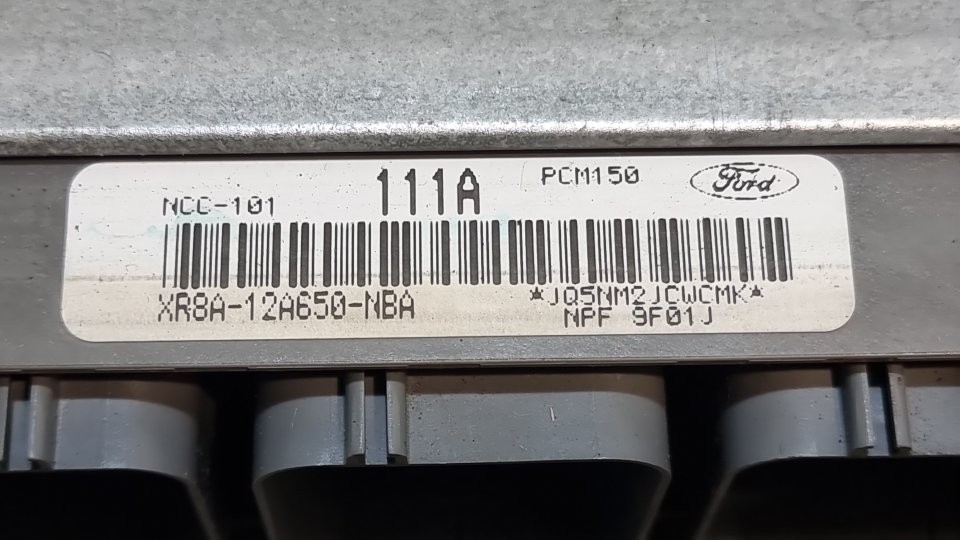 NCC-101 111A PCM150 Ford
XR8A-12A650-NBA *JQ5NM2JCWCMK*
NPF 9F01J